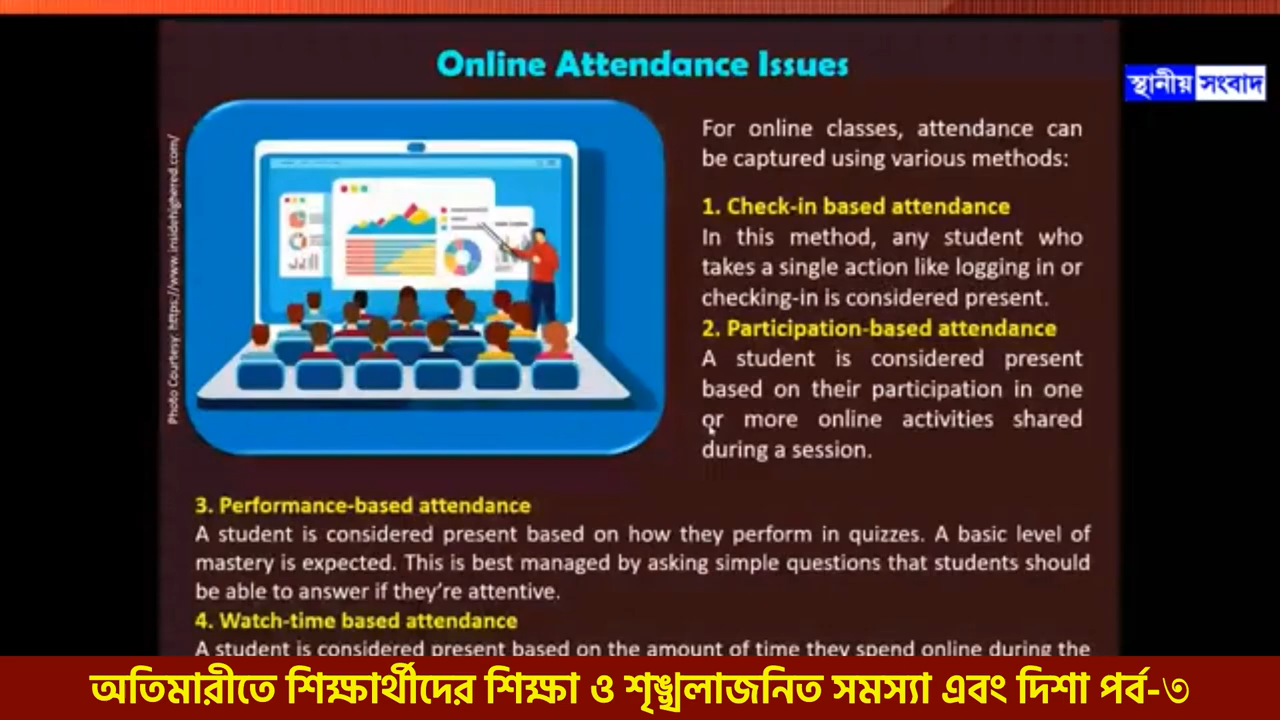 Online Attendance Issues
স্থানীয় সংবাদ
Photo Courtesy: https://www.insidehighered.com/
For online classes, attendance can
be captured using various methods:
1. Check-in based attendance
In this method, any student who
takes a single action like logging in or
checking-in is considered present.
2. Participation-based attendance
A student is considered present
based on their participation in one
or more online activities shared
during a session.
3. Performance-based attendance
A student is considered present based on how they perform in quizzes. A basic level of
mastery is expected. This is best managed by asking simple questions that students should
be able to answer if they’re attentive.
4. Watch-time based attendance
A student is considered present based on the amount of time they spend online during the
অতিমারীতে শিক্ষার্থীদের শিক্ষা ও শৃঙ্খলাজনিত সমস্যা এবং দিশা পর্ব-৩